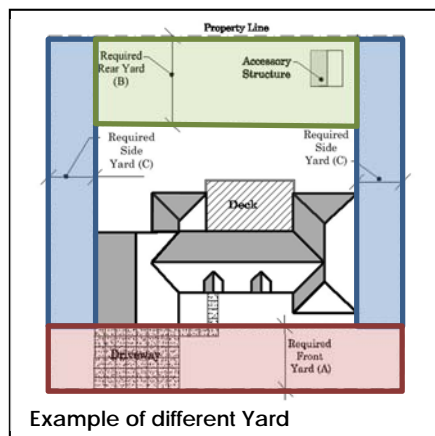 Property Line
Required
Rear Yard
(B)
Accessory
Structure
Required
Side
Yard (C)
Required
Side
Yard (C)
Deck
Driveway
Required
Front
Yard (A)
Example of different Yard